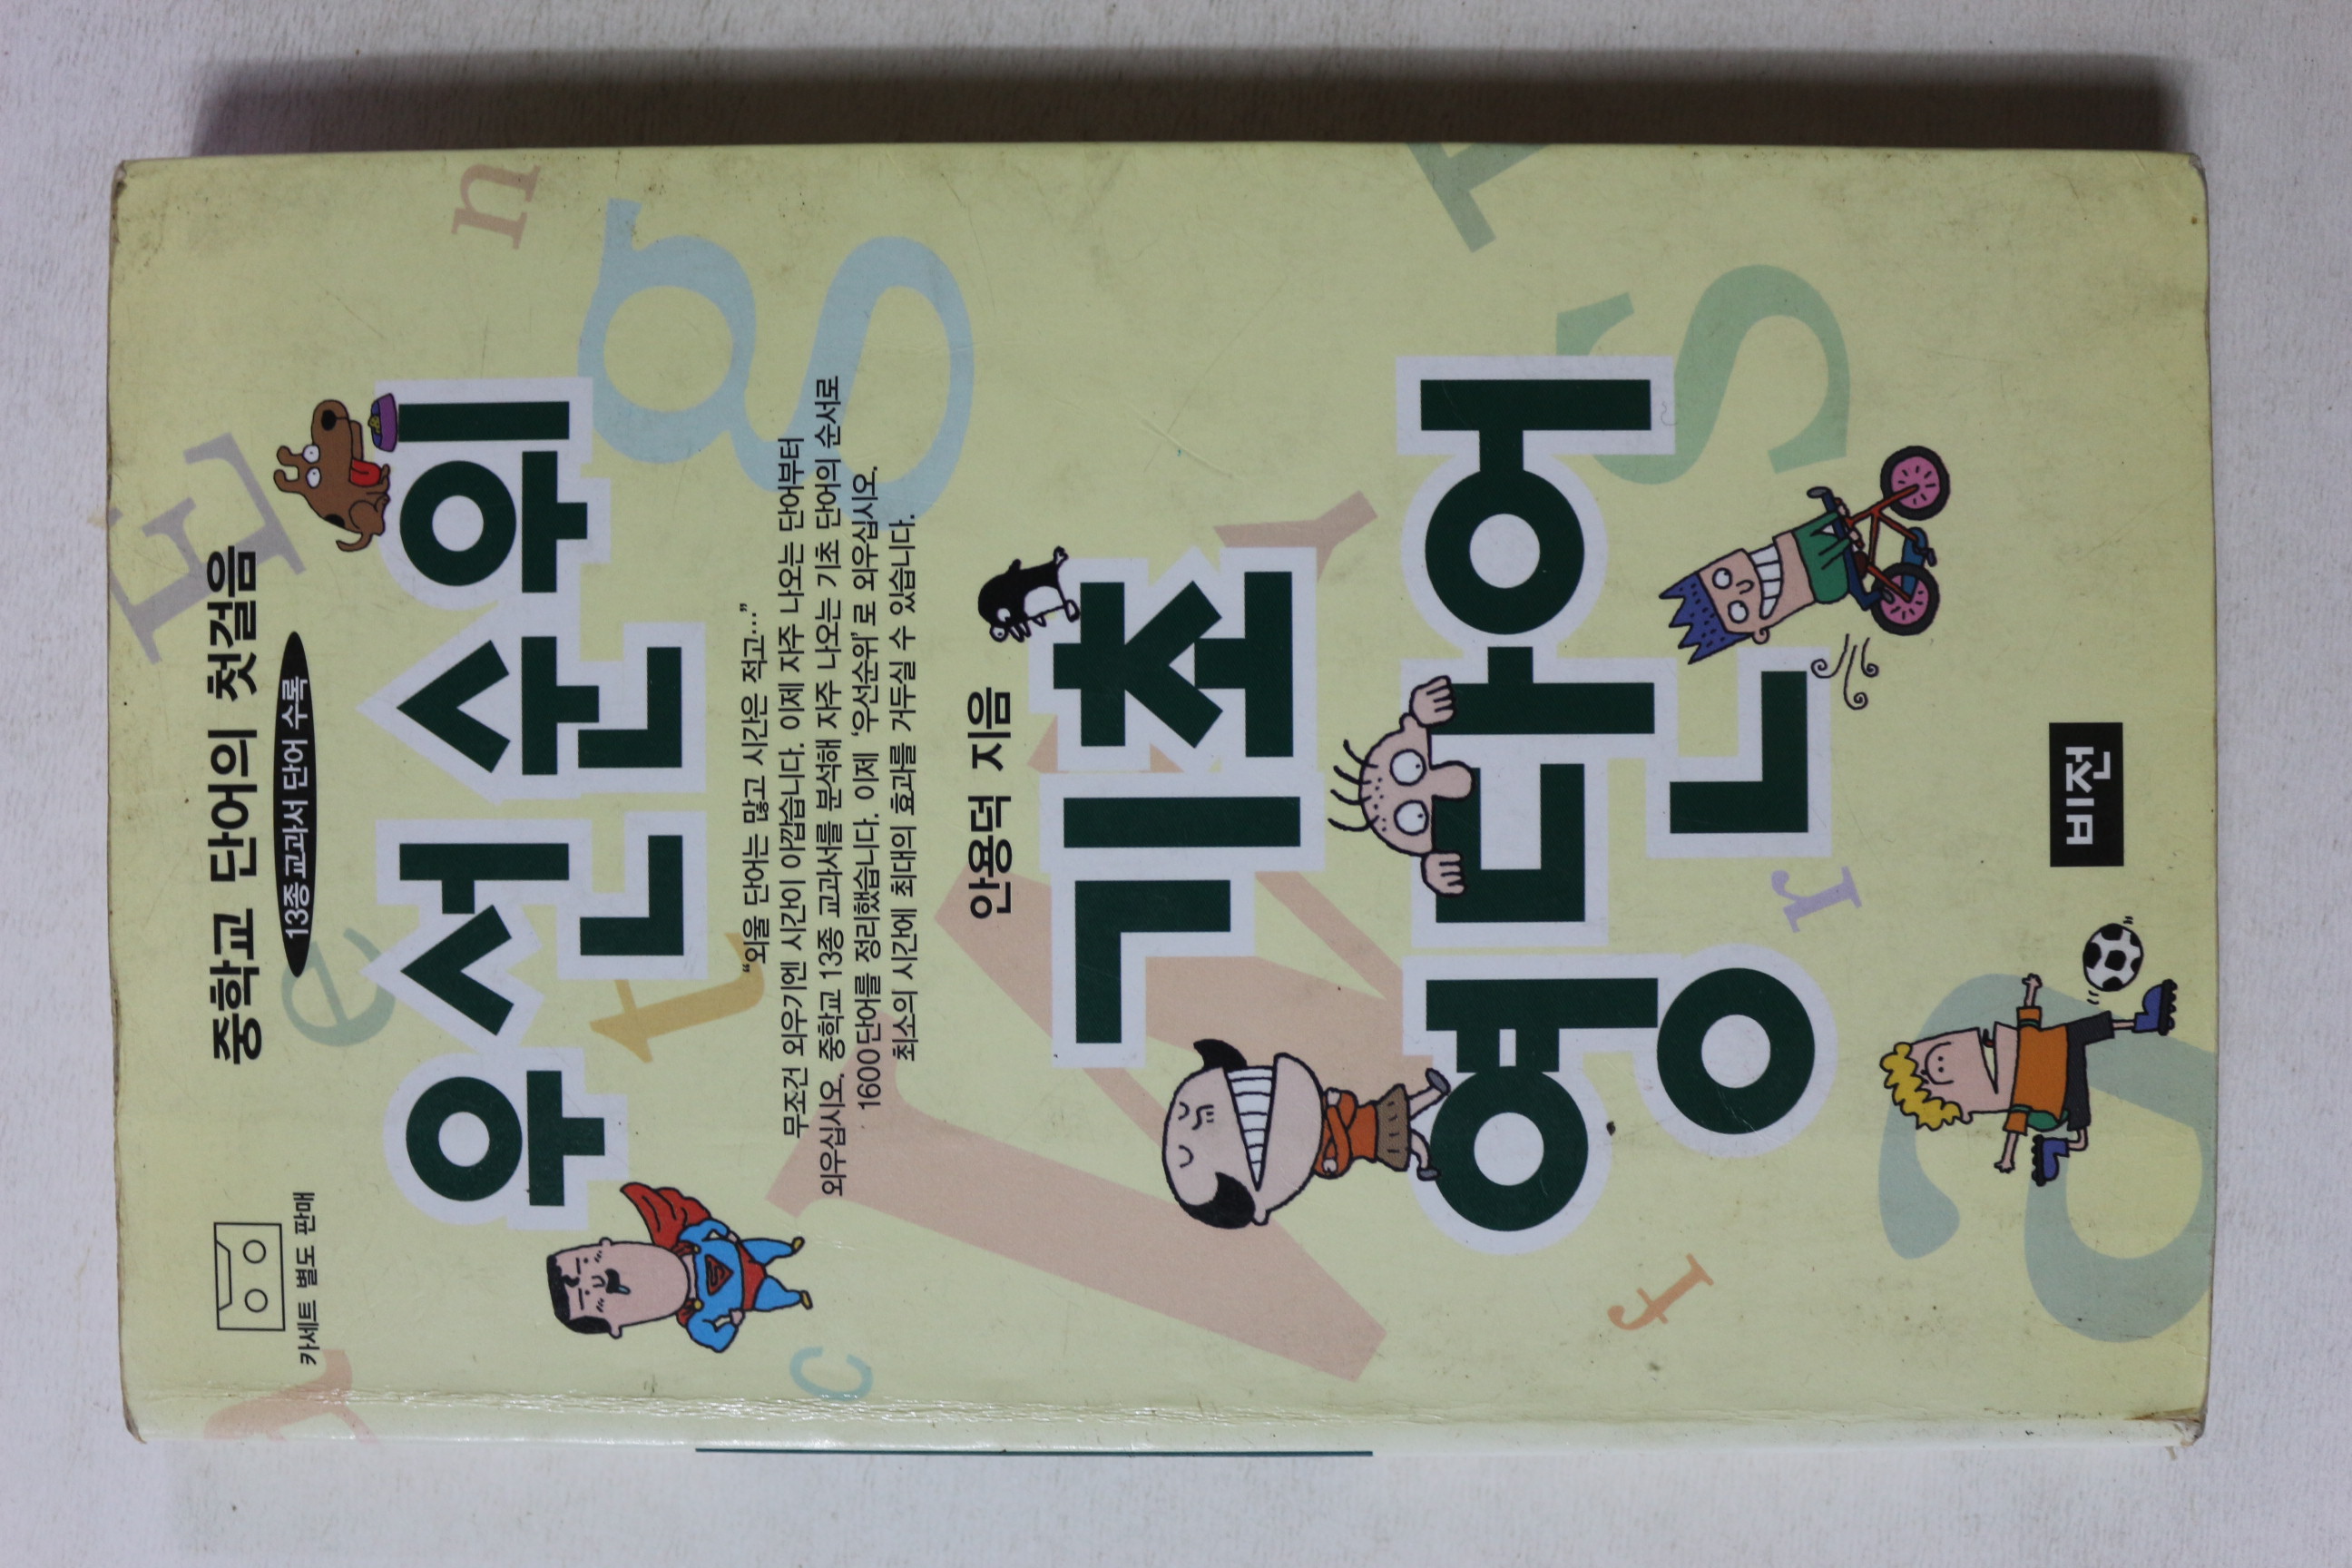 중학교 단어의 첫걸음
13종 교과서 단어 수록
카세트 별도 판매
우선순위
"외울 단어는 많고 시간은 적고…"
무조건 외우기엔 시간이 아깝습니다. 이제 자주 나오는 단어부터
외우십시오. 중학교 13종 교과서를 분석해 자주 나오는 기초 단어의 순서로
1600단어를 정리했습니다. 이제 '우선순위'로 외우십시오.
최소의 시간에 최대의 효과를 거두실 수 있습니다.
안용덕 지음
기초
영단어
비전